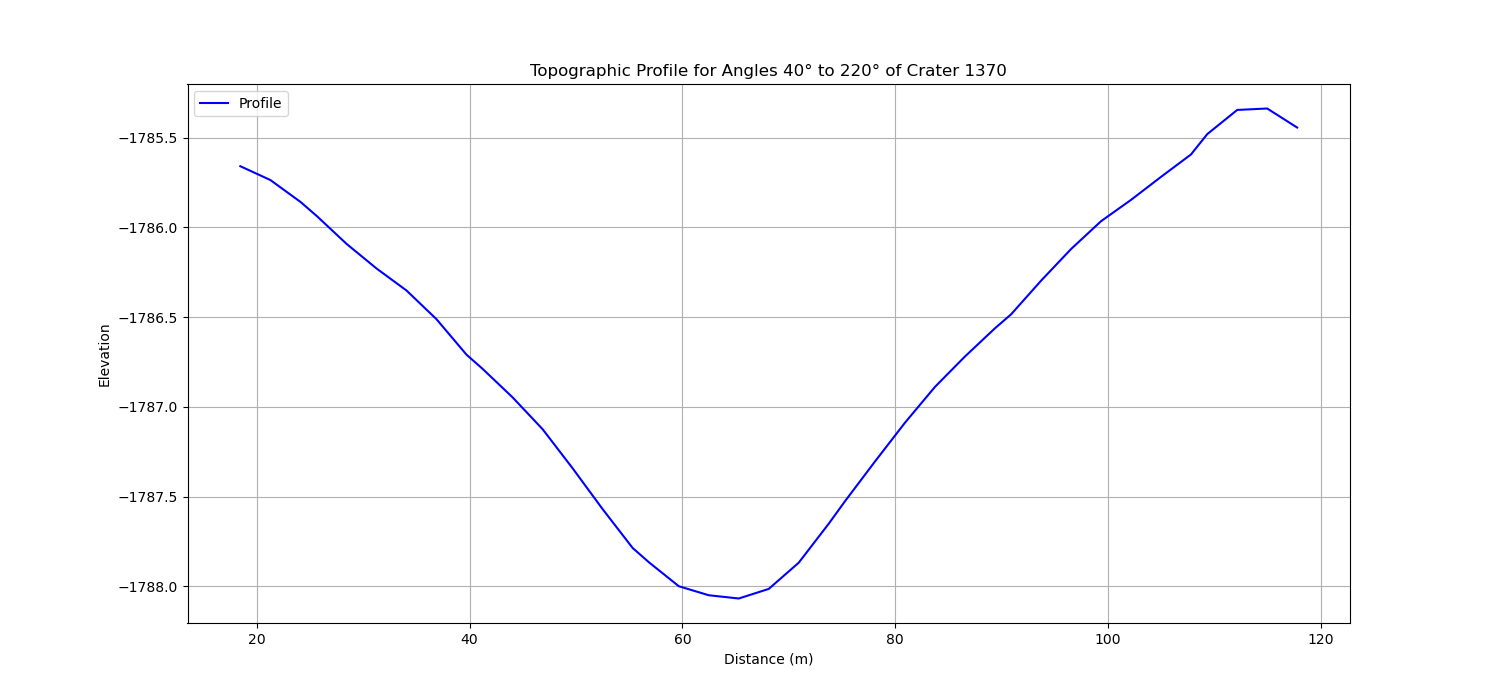 Topographic Profile for Angles 40° to 220° of Crater 1370
Profile
Elevation
−1785.5
−1786.0
−1786.5
−1787.0
−1787.5
−1788.0
20 40 60 80 100 120
Distance (m)